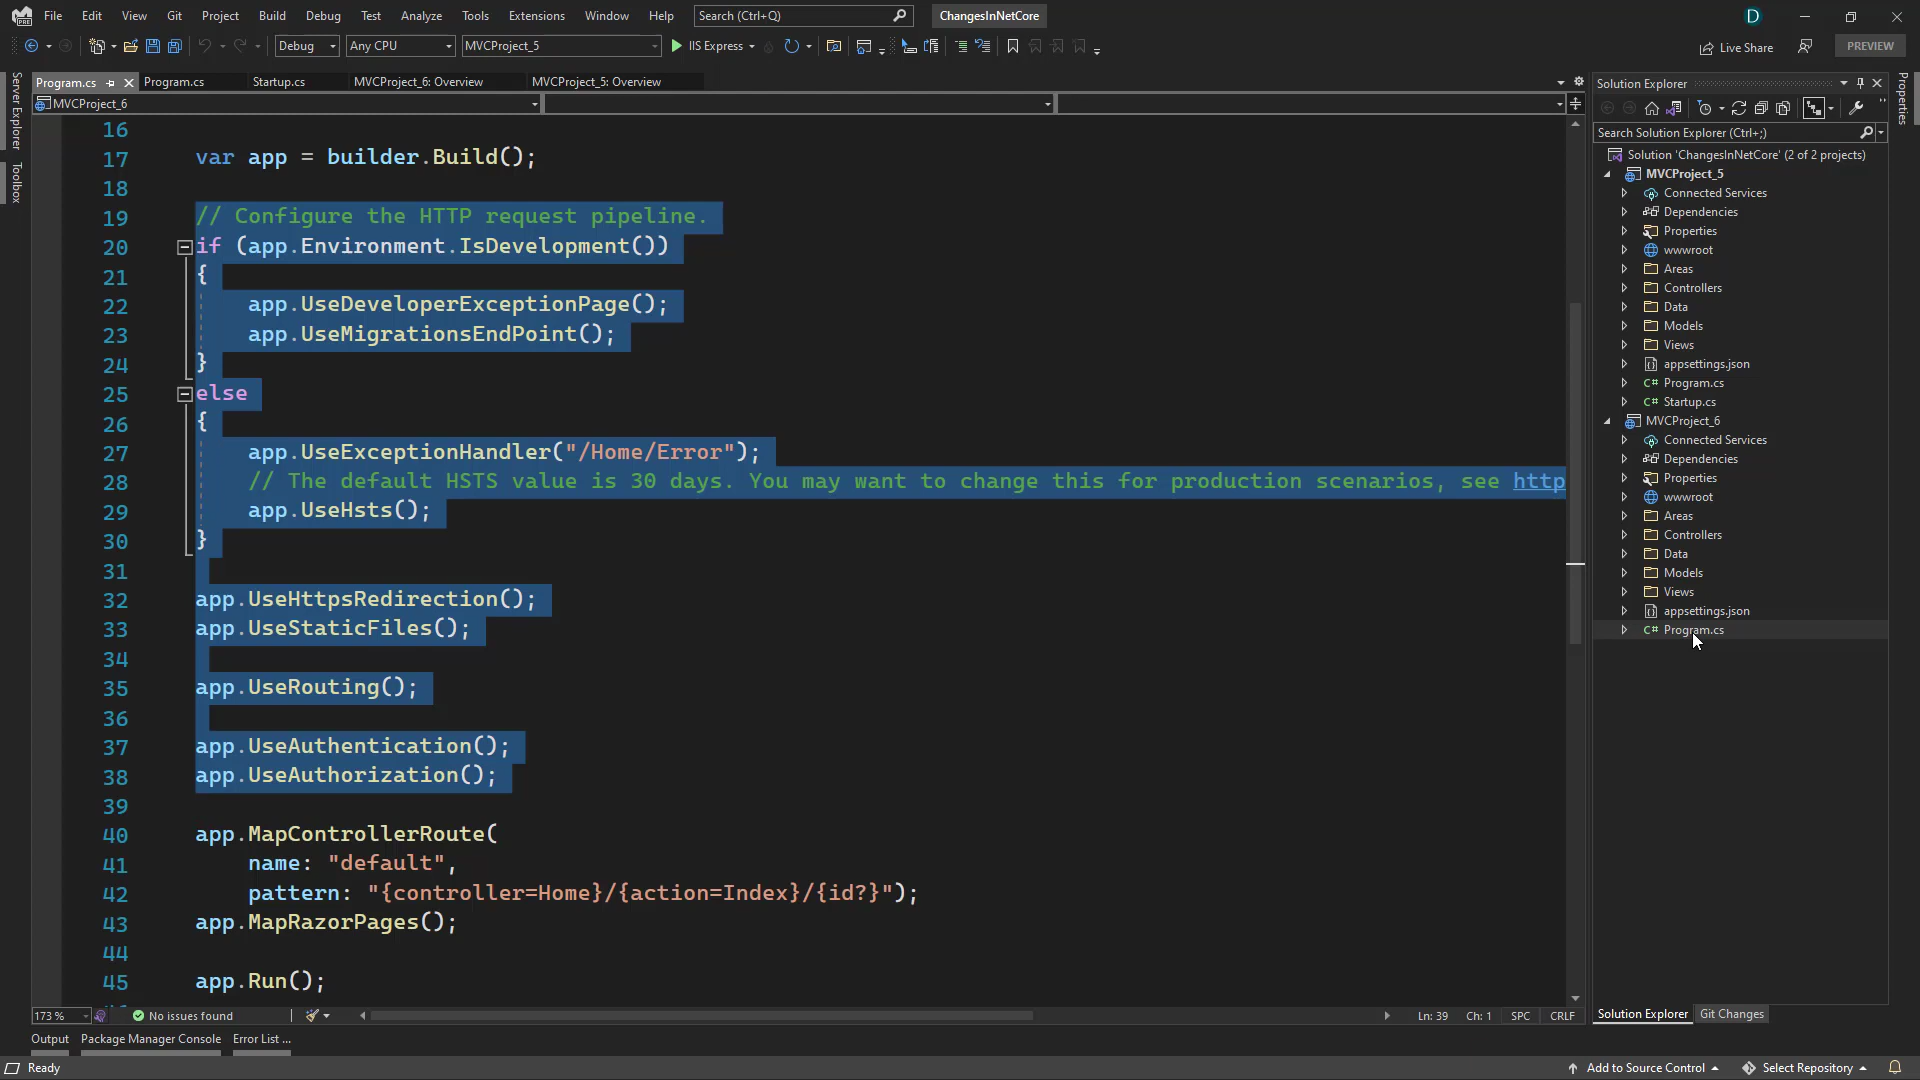 File Edit View Git Project Build Debug Test Analyze Tools Extensions Window Help Search (Ctrl+Q) ChangesInNetCore D
Debug Any CPU MVCProject_5 IIS Express Live Share PREVIEW
Server Explorer
Toolbox
Program.cs Program.cs Startup.cs MVCProject_6: Overview MVCProject_5: Overview
MVCProject_6
16
17 var app = builder.Build();
18
19 // Configure the HTTP request pipeline.
20 if (app.Environment.IsDevelopment())
21 {
22 app.UseDeveloperExceptionPage();
23 app.UseMigrationsEndPoint();
24 }
25 else
26 {
27 app.UseExceptionHandler("/Home/Error");
28 // The default HSTS value is 30 days. You may want to change this for production scenarios, see http
29 app.UseHsts();
30 }
31
32 app.UseHttpsRedirection();
33 app.UseStaticFiles();
34
35 app.UseRouting();
36
37 app.UseAuthentication();
38 app.UseAuthorization();
39
40 app.MapControllerRoute(
41 name: "default",
42 pattern: "{controller=Home}/{action=Index}/{id?}");
43 app.MapRazorPages();
44
45 app.Run();
173 % No issues found Ln: 39 Ch: 1 SPC CRLF
Output Package Manager Console Error List ...
Solution Explorer
Search Solution Explorer (Ctrl+;)
Solution 'ChangesInNetCore' (2 of 2 projects)
MVCProject_5
Connected Services
Dependencies
Properties
wwwroot
Areas
Controllers
Data
Models
Views
appsettings.json
C# Program.cs
C# Startup.cs
MVCProject_6
Connected Services
Dependencies
Properties
wwwroot
Areas
Controllers
Data
Models
Views
appsettings.json
C# Program.cs
Solution Explorer Git Changes
Properties
Ready Add to Source Control Select Repository